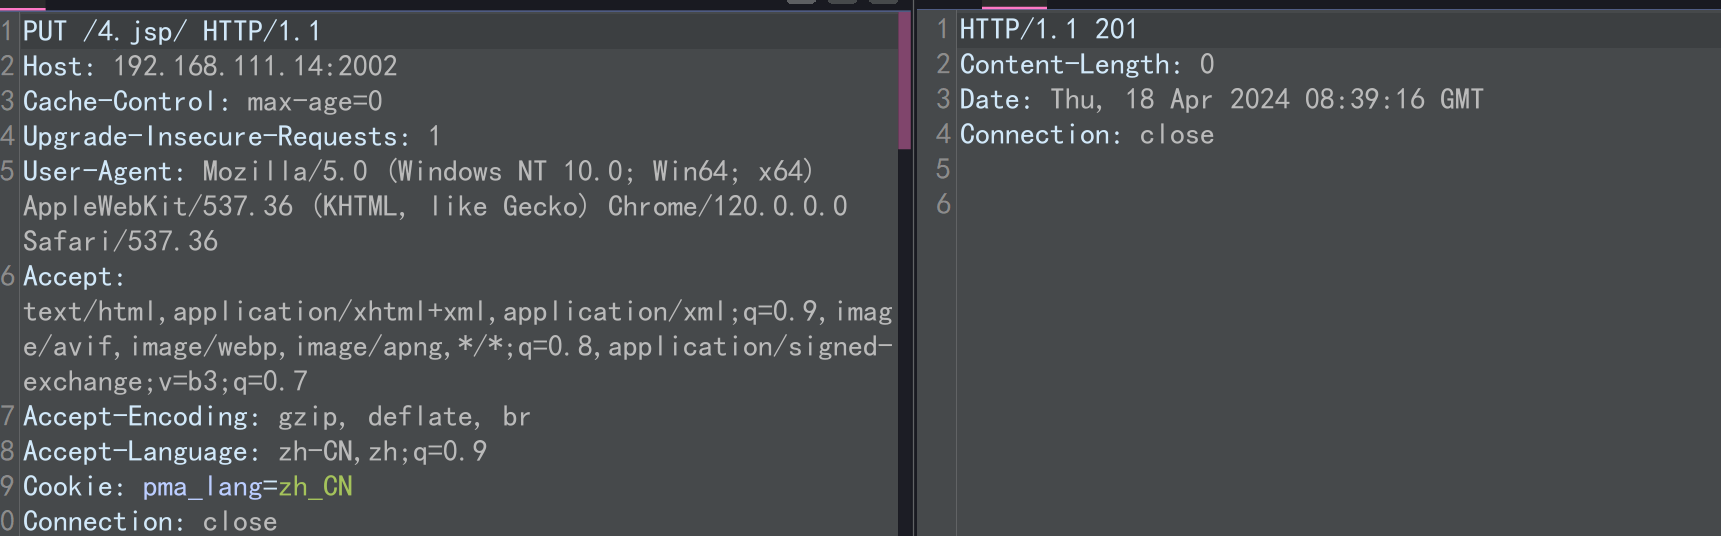 1 PUT /4.jsp/ HTTP/1.1
2 Host: 192.168.111.14:2002
3 Cache-Control: max-age=0
4 Upgrade-Insecure-Requests: 1
5 User-Agent: Mozilla/5.0 (Windows NT 10.0; Win64; x64)
AppleWebKit/537.36 (KHTML, like Gecko) Chrome/120.0.0.0
Safari/537.36
6 Accept:
text/html,application/xhtml+xml,application/xml;q=0.9,imag
e/avif,image/webp,image/apng,*/*;q=0.8,application/signed-
exchange;v=b3;q=0.7
7 Accept-Encoding: gzip, deflate, br
8 Accept-Language: zh-CN,zh;q=0.9
9 Cookie: pma_lang=zh_CN
0 Connection: close
1 HTTP/1.1 201
2 Content-Length: 0
3 Date: Thu, 18 Apr 2024 08:39:16 GMT
4 Connection: close
5
6